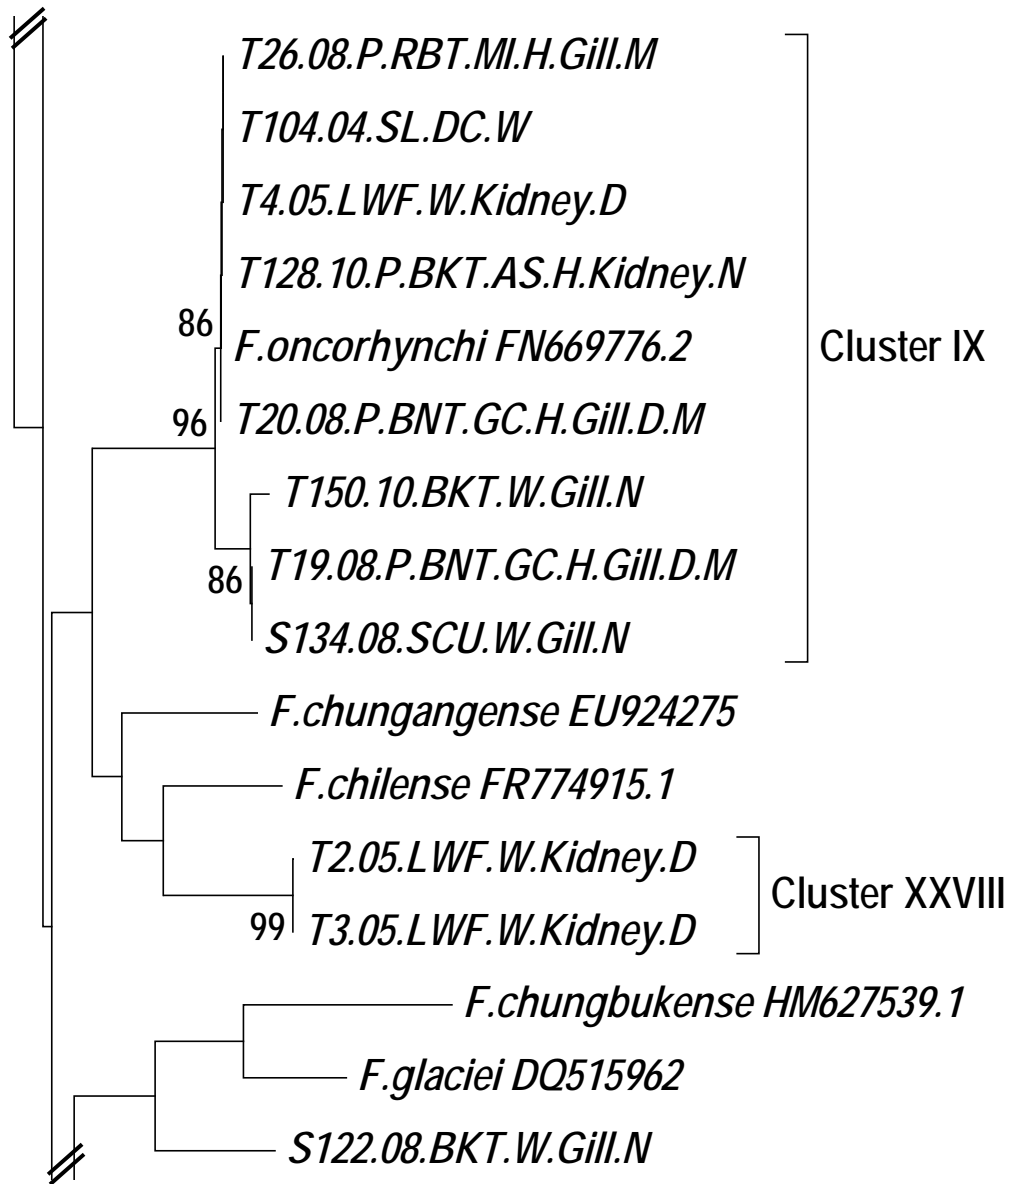 T26.08.P.RBT.MI.H.Gill.M
T104.04.SL.DC.W
T4.05.LWF.W.Kidney.D
T128.10.P.BKT.AS.H.Kidney.N
86
F.oncorhynchi FN669776.2
Cluster IX
96
T20.08.P.BNT.GC.H.Gill.D.M
T150.10.BKT.W.Gill.N
T19.08.P.BNT.GC.H.Gill.D.M
86
S134.08.SCU.W.Gill.N
F.chungangense EU924275
F.chilense FR774915.1
T2.05.LWF.W.Kidney.D
Cluster XXVIII
99
T3.05.LWF.W.Kidney.D
F.chungbukense HM627539.1
F.glaciei DQ515962
S122.08.BKT.W.Gill.N